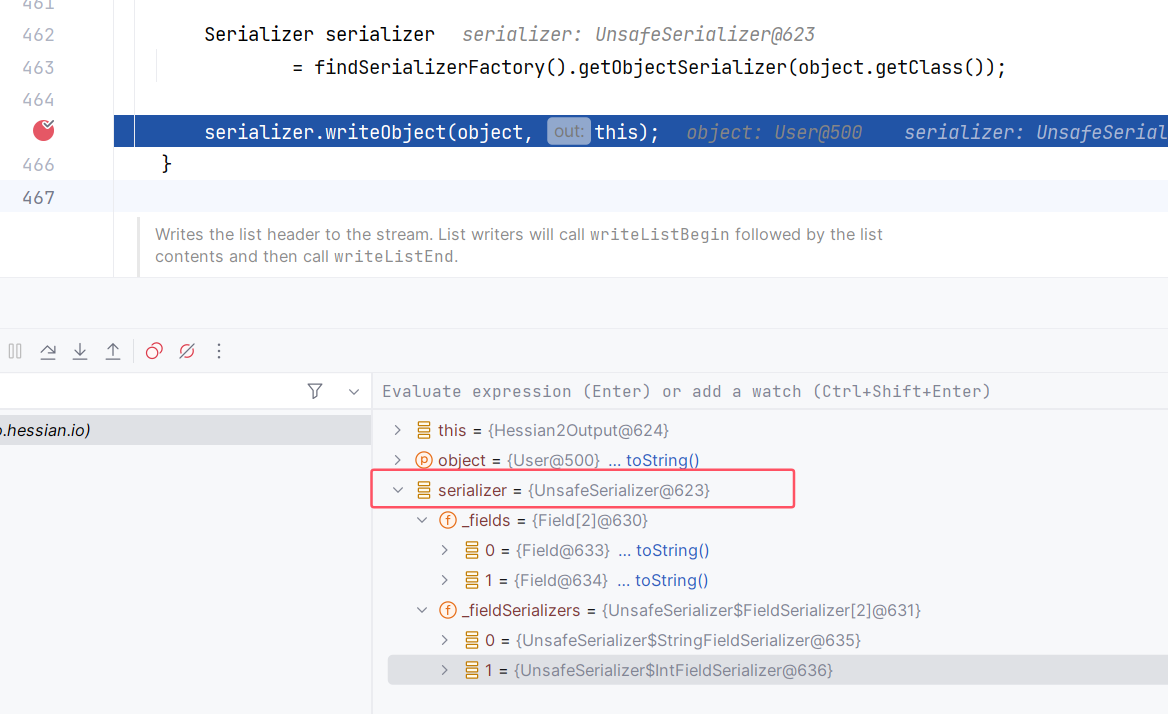 461
462 Serializer serializer serializer: UnsafeSerializer@623
463 = findSerializerFactory().getObjectSerializer(object.getClass());
464
serializer.writeObject(object, out: this); object: User@500 serializer: UnsafeSerial
466 }
467
Writes the list header to the stream. List writers will call writeListBegin followed by the list
contents and then call writeListEnd.
Evaluate expression (Enter) or add a watch (Ctrl+Shift+Enter)
o.hessian.io)
this = {Hessian2Output@624}
p object = {User@500} ... toString()
serializer = {UnsafeSerializer@623}
f _fields = {Field[2]@630}
0 = {Field@633} ... toString()
1 = {Field@634} ... toString()
f _fieldSerializers = {UnsafeSerializer$FieldSerializer[2]@631}
0 = {UnsafeSerializer$StringFieldSerializer@635}
1 = {UnsafeSerializer$IntFieldSerializer@636}